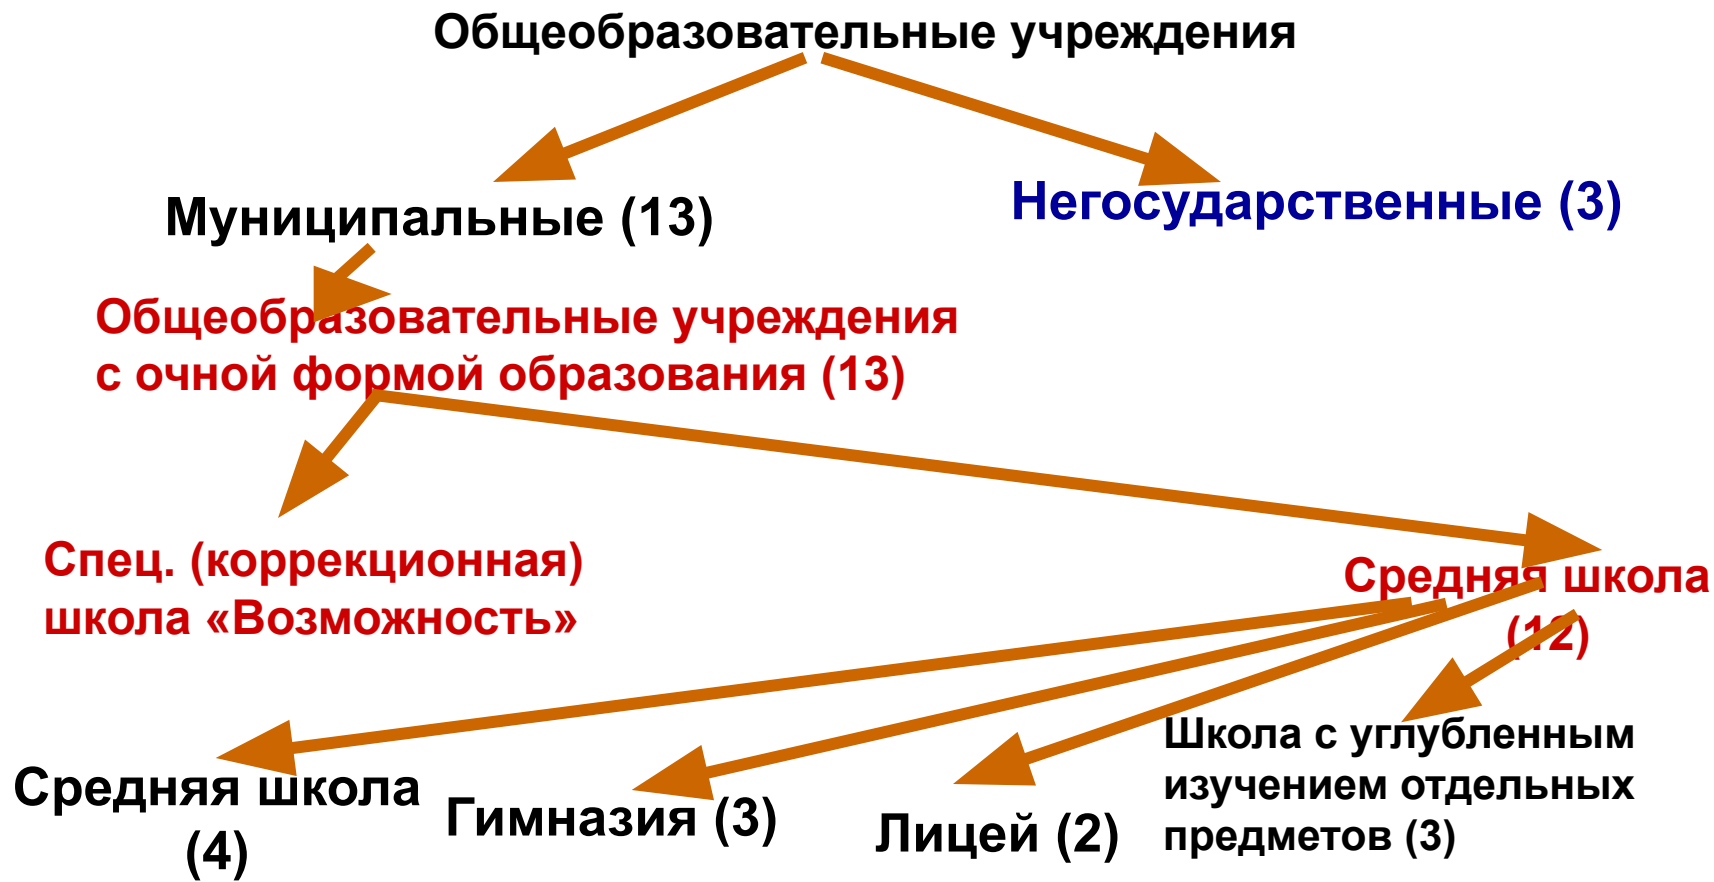 Общеобразовательные учреждения
Муниципальные (13)
Негосударственные (3)
Общеобразовательные учреждения
с очной формой образования (13)
Спец. (коррекционная)
школа «Возможность»
Средняя школа
(12)
Средняя школа
(4)
Гимназия (3)
Лицей (2)
Школа с углубленным
изучением отдельных
предметов (3)